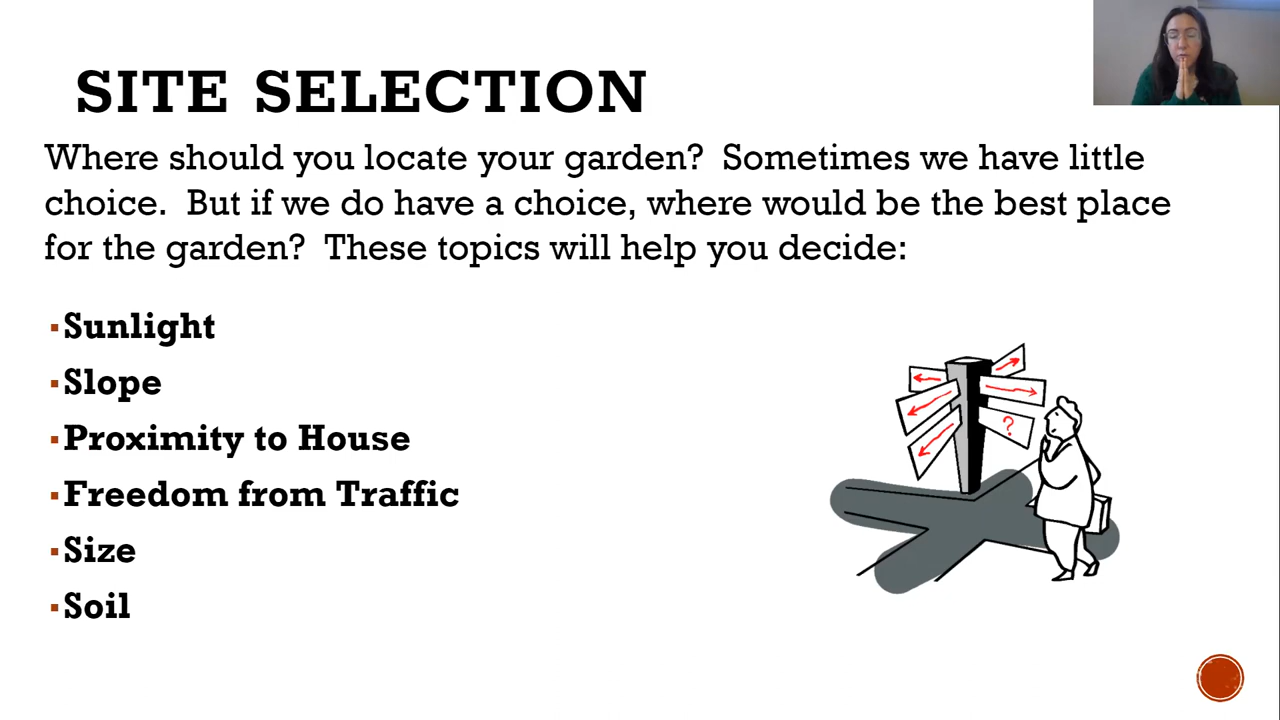 SITE SELECTION
Where should you locate your garden?  Sometimes we have little
choice.  But if we do have a choice, where would be the best place
for the garden?  These topics will help you decide:
▪Sunlight
▪Slope
▪Proximity to House
▪Freedom from Traffic
▪Size
▪Soil
?